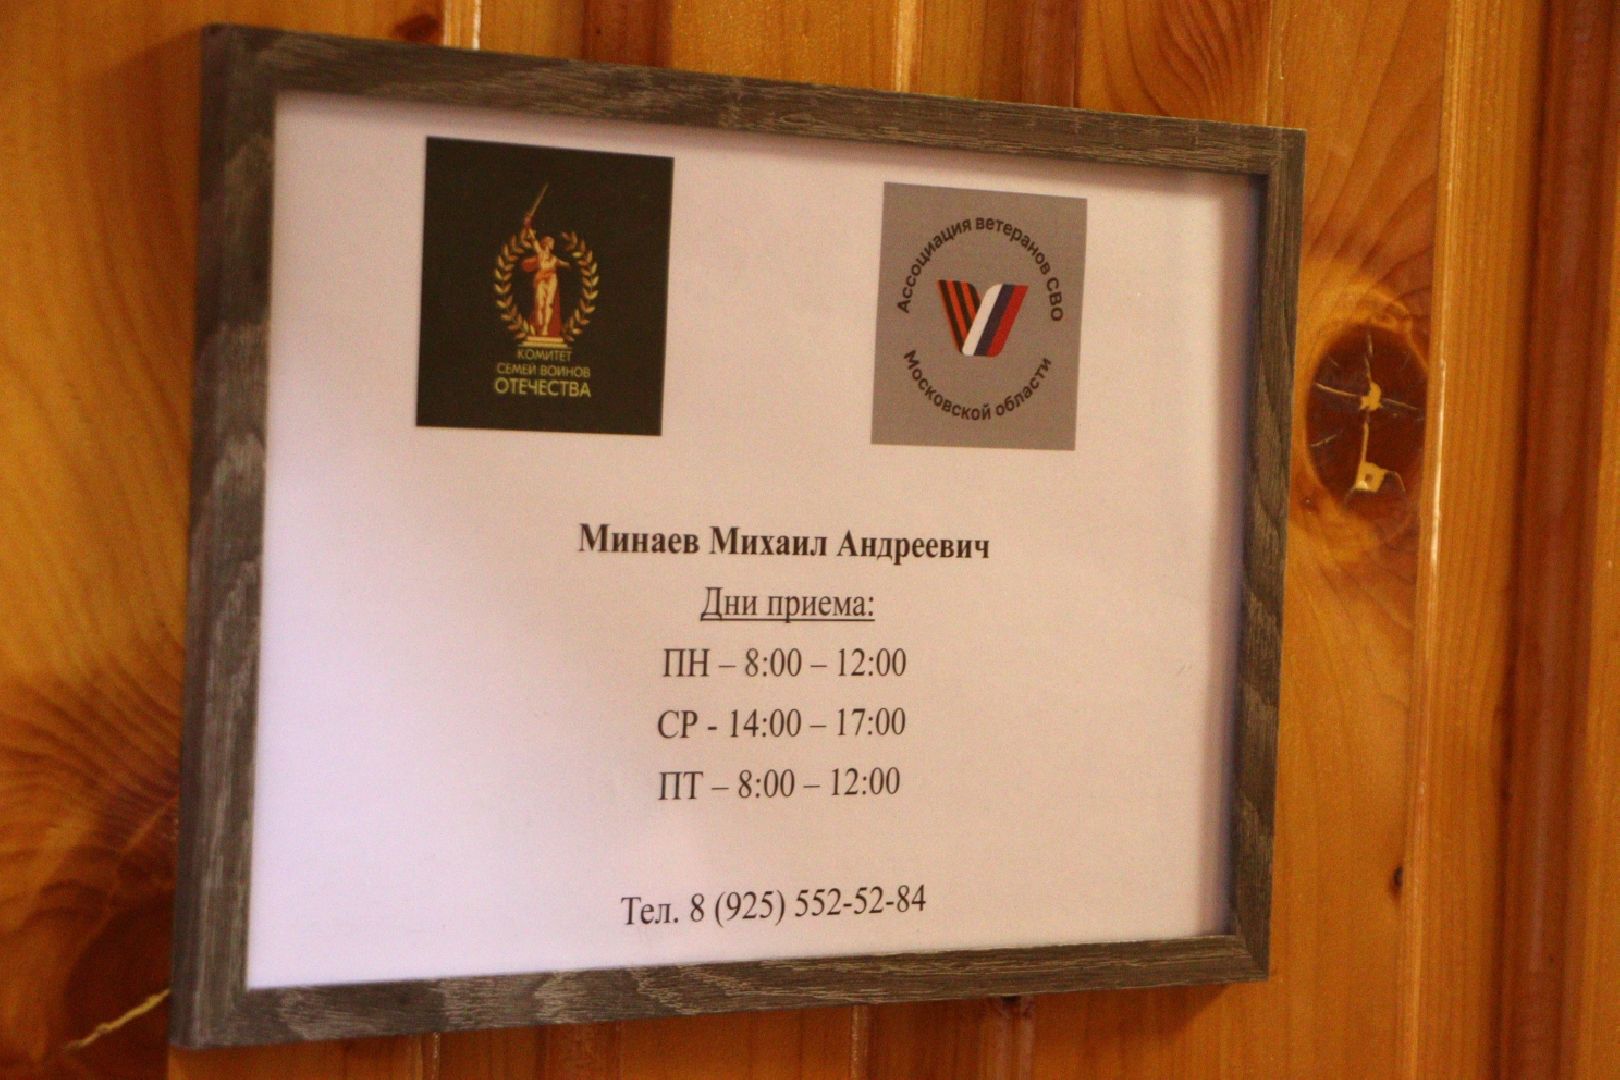 КОМИТЕТ
СЕМЕЙ ВОИНОВ
ОТЕЧЕСТВА
Ассоциация ветеранов СВО
Московской области
Минаев Михаил Андреевич
Дни приема:
ПН – 8:00 – 12:00
СР - 14:00 – 17:00
ПТ – 8:00 – 12:00
Тел. 8 (925) 552-52-84